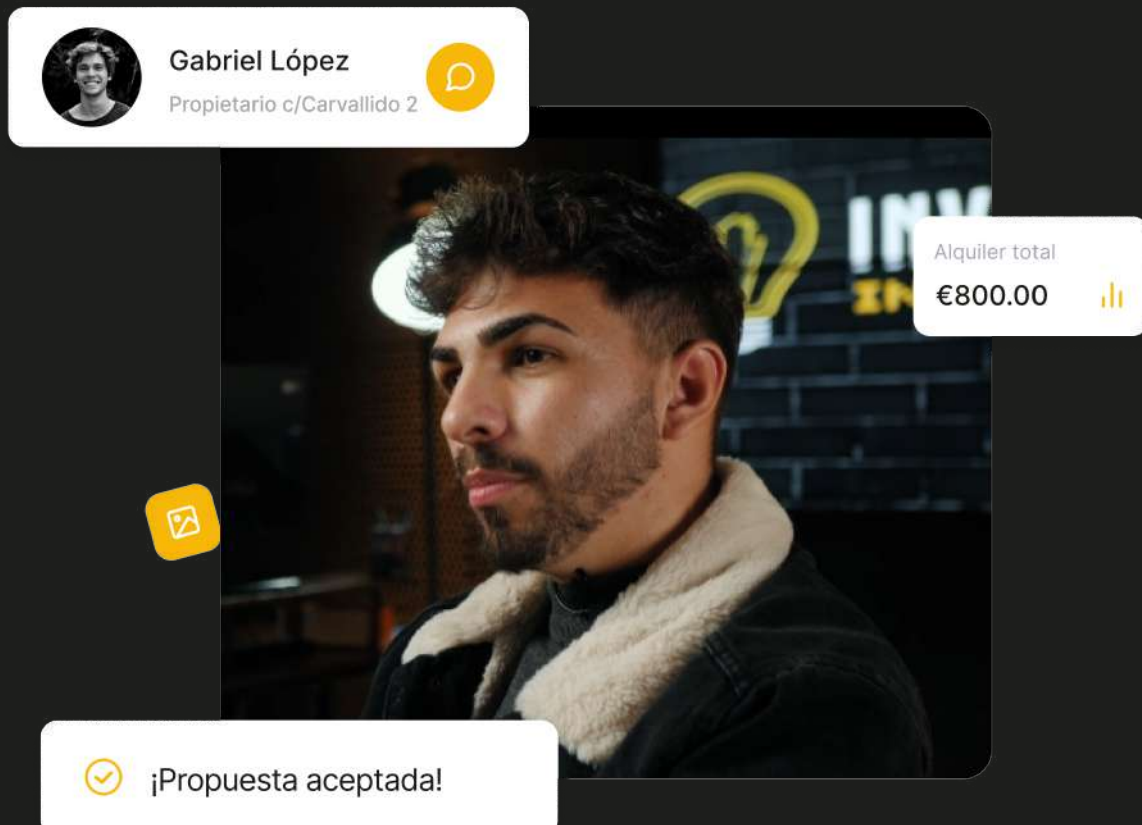 Gabriel López
Propietario c/Carvallido 2
Alquiler total
€800.00
¡Propuesta aceptada!